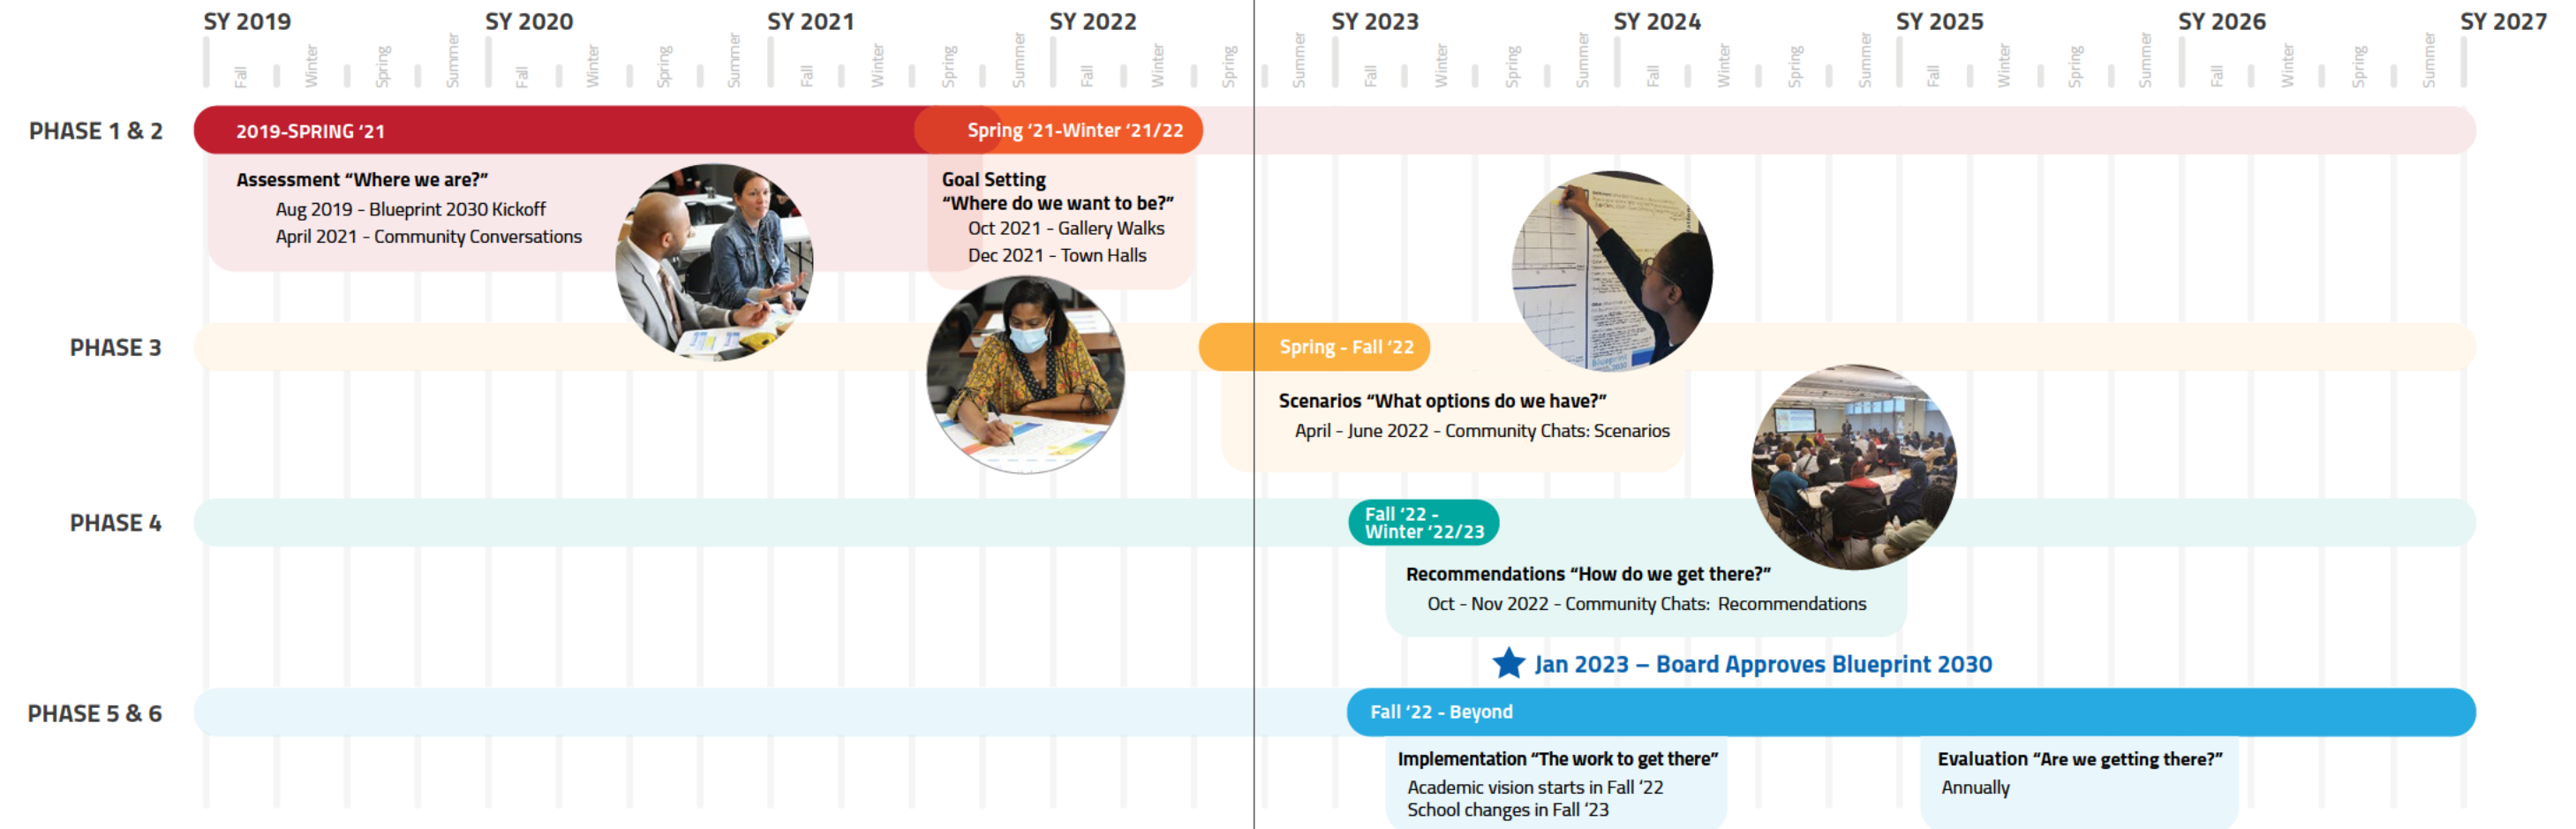 SY 2019 SY 2020 SY 2021 SY 2022 SY 2023 SY 2024 SY 2025 SY 2026 SY 2027
Fall Winter Spring Summer Fall Winter Spring Summer Fall Winter Spring Summer Fall Winter Spring Summer Fall Winter Spring Summer Fall Winter Spring Summer Fall Winter Spring Summer Fall Winter Spring Summer
PHASE 1 & 2
2019-SPRING ‘21
Spring ‘21-Winter ‘21/22
Assessment “Where we are?”
Aug 2019 - Blueprint 2030 Kickoff
April 2021 - Community Conversations
Goal Setting
“Where do we want to be?”
Oct 2021 - Gallery Walks
Dec 2021 - Town Halls
PHASE 3
Spring - Fall ‘22
Scenarios “What options do we have?”
April - June 2022 - Community Chats: Scenarios
PHASE 4
Fall ‘22 -
Winter ‘22/23
Recommendations “How do we get there?”
Oct - Nov 2022 - Community Chats: Recommendations
Jan 2023 – Board Approves Blueprint 2030
PHASE 5 & 6
Fall ‘22 - Beyond
Implementation “The work to get there”
Academic vision starts in Fall ‘22
School changes in Fall ‘23
Evaluation “Are we getting there?”
Annually